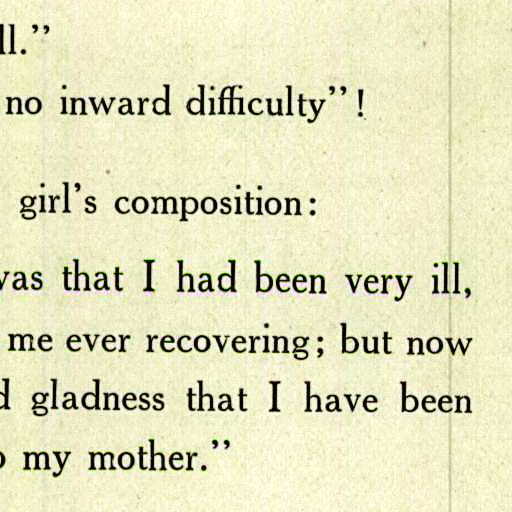 ll.”
no inward difficulty”!
girl’s composition:
was that I had been very ill,
me ever recovering; but now
gladness that I have been
my mother.”